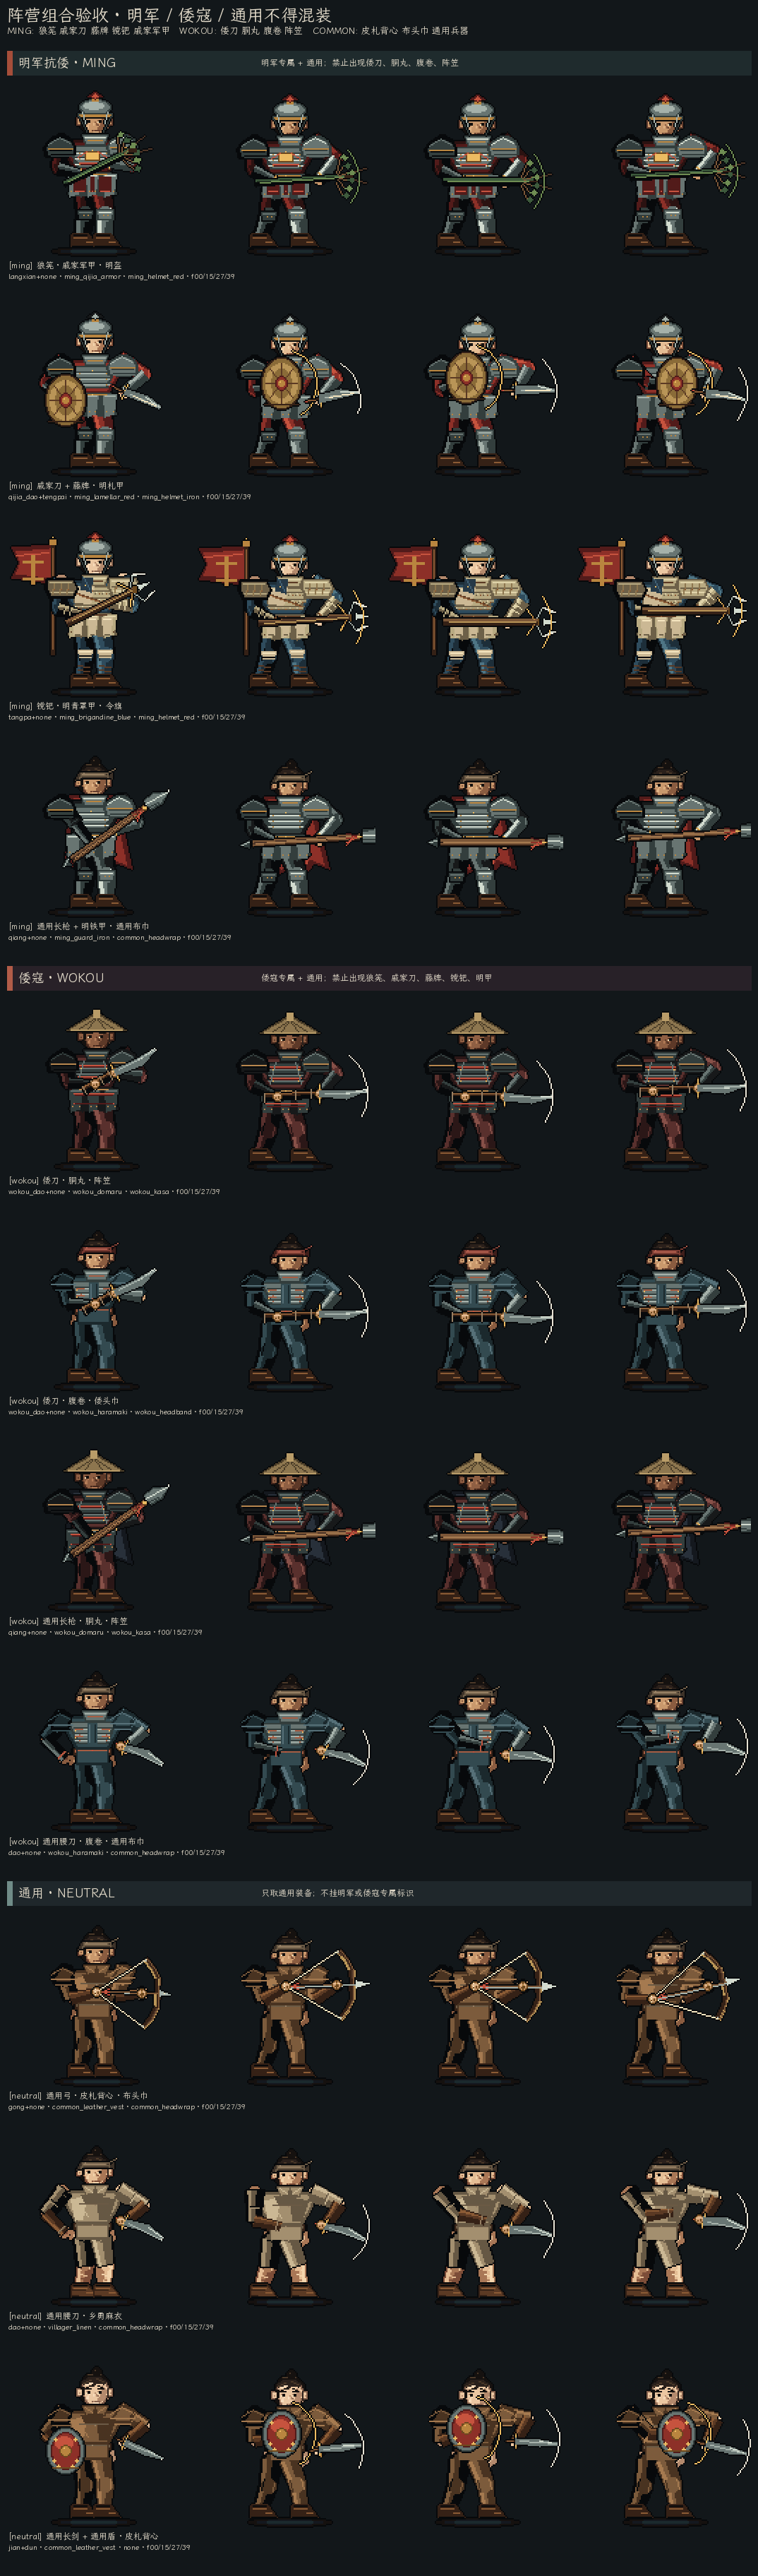 阵营组合验收・明军 / 倭寇 / 通用不得混装
MING: 狼筅 戚家刀 藤牌 镋钯 戚家军甲 WOKOU: 倭刀 胴丸 腹卷 阵笠 COMMON: 皮札背心 布头巾 通用兵器
明军抗倭・MING
明军专属 + 通用; 禁止出现倭刀、胴丸、腹卷、阵笠
[ming] 狼筅・戚家军甲・明盔
langxian+none・ming_qijia_armor・ming_helmet_red・f00/15/27/39
[ming] 戚家刀 + 藤牌・明札甲
qijia_dao+tengpai・ming_lamellar_red・ming_helmet_iron・f00/15/27/39
[ming] 镋钯・明青罩甲・令旗
tangpa+none・ming_brigandine_blue・ming_helmet_red・f00/15/27/39
[ming] 通用长枪 + 明铁甲・通用布巾
qiang+none・ming_guard_iron・common_headwrap・f00/15/27/39
倭寇・WOKOU
倭寇专属 + 通用; 禁止出现狼筅、戚家刀、藤牌、镋钯、明甲
[wokou] 倭刀・胴丸・阵笠
wokou_dao+none・wokou_domaru・wokou_kasa・f00/15/27/39
[wokou] 倭刀・腹卷・倭头巾
wokou_dao+none・wokou_haramaki・wokou_headband・f00/15/27/39
[wokou] 通用长枪・胴丸・阵笠
qiang+none・wokou_domaru・wokou_kasa・f00/15/27/39
[wokou] 通用腰刀・腹卷・通用布巾
dao+none・wokou_haramaki・common_headwrap・f00/15/27/39
通用・NEUTRAL
只取通用装备; 不挂明军或倭寇专属标识
[neutral] 通用弓・皮札背心・布头巾
gong+none・common_leather_vest・common_headwrap・f00/15/27/39
[neutral] 通用腰刀・乡勇麻衣
dao+none・villager_linen・common_headwrap・f00/15/27/39
[neutral] 通用长剑 + 通用盾・皮札背心
jian+dun・common_leather_vest・none・f00/15/27/39